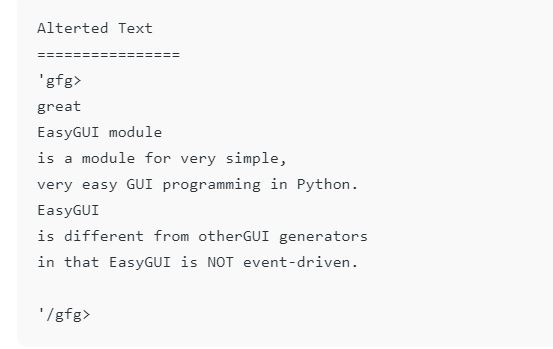 Alterted Text
================
'gfg>
great
EasyGUI module
is a module for very simple,
very easy GUI programming in Python.
EasyGUI
is different from otherGUI generators
in that EasyGUI is NOT event-driven.
'/gfg>